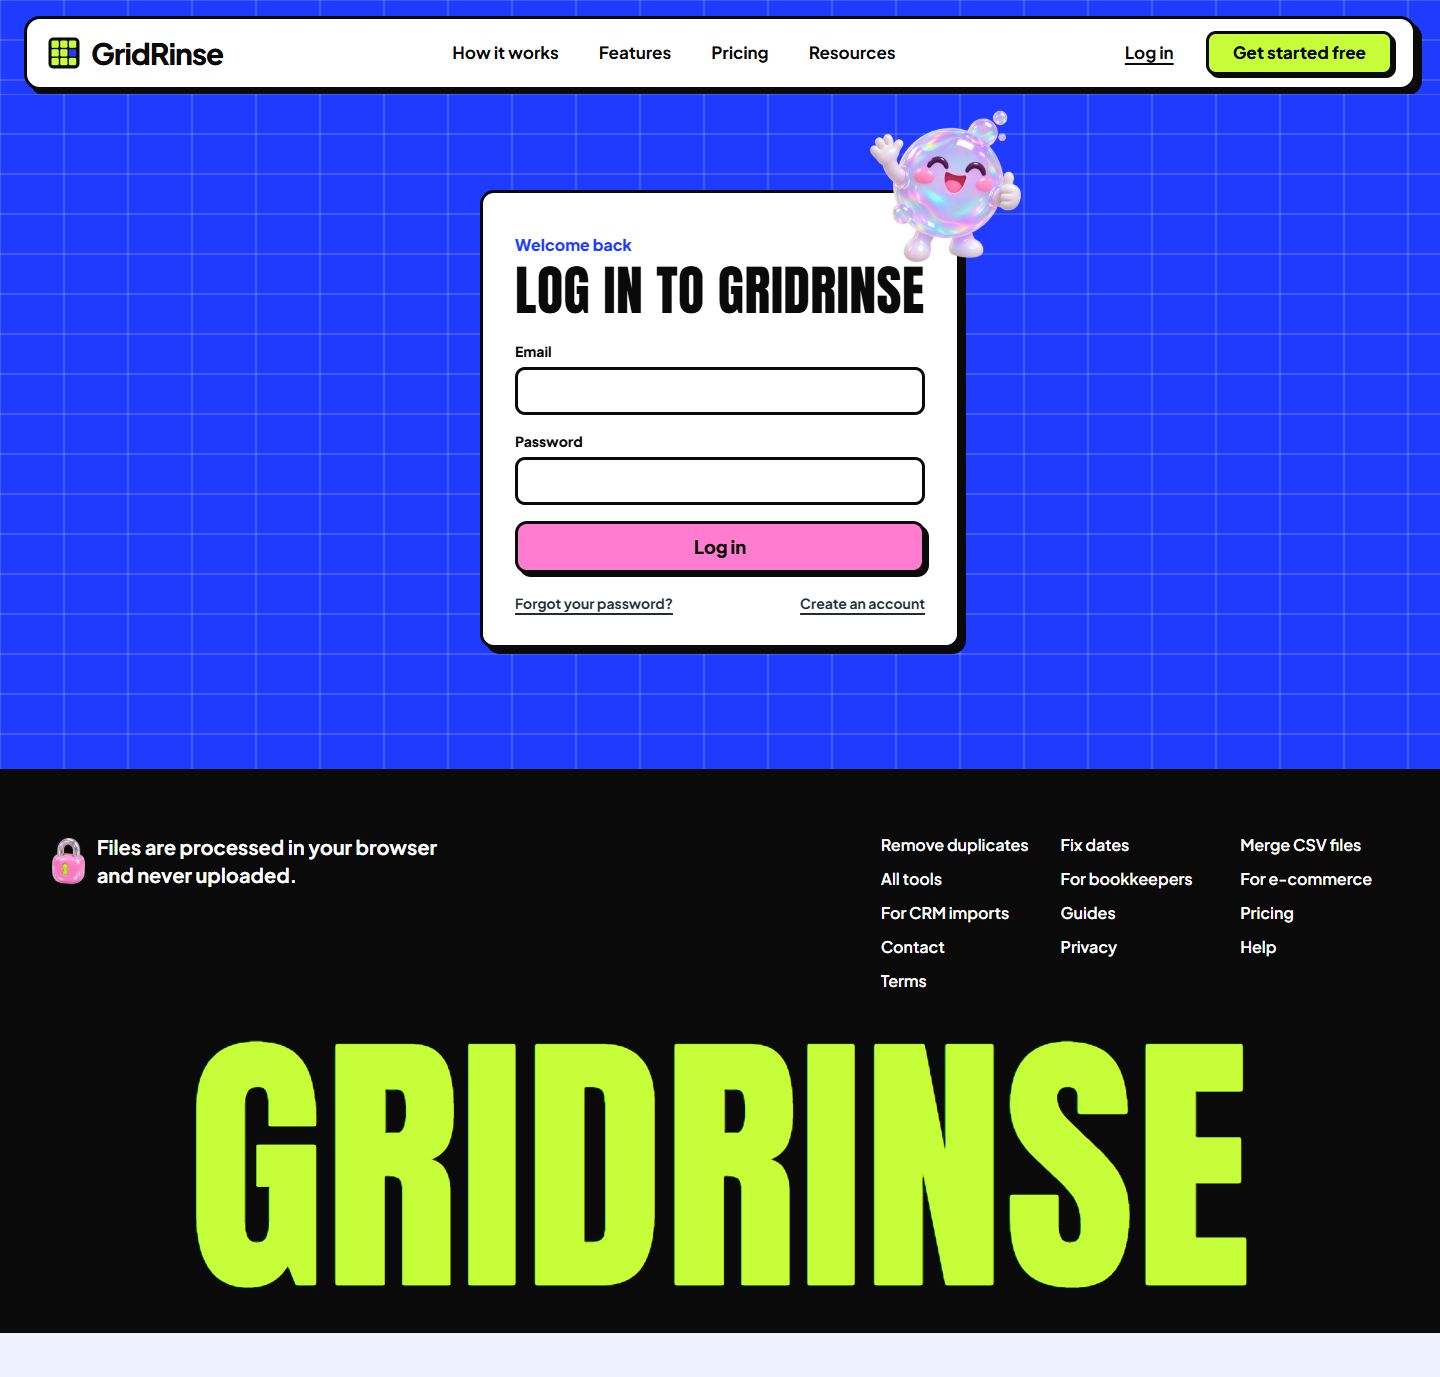 GridRinse
How it works
Features
Pricing
Resources
Log in
Get started free
Welcome back
LOG IN TO GRIDRINSE
Email
Password
Log in
Forgot your password?
Create an account
Files are processed in your browser
and never uploaded.
Remove duplicates
Fix dates
Merge CSV files
All tools
For bookkeepers
For e-commerce
For CRM imports
Guides
Pricing
Contact
Privacy
Help
Terms
GRIDRINSE